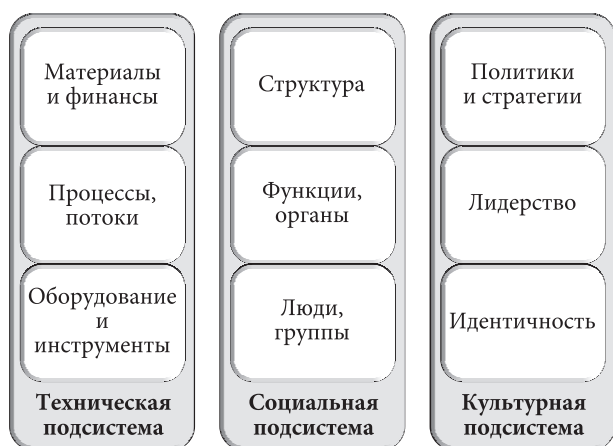 Материалы
и финансы
Процессы,
потоки
Оборудование
и
инструменты
Техническая
подсистема
Структура
Функции,
органы
Люди,
группы
Социальная
подсистема
Политики
и стратегии
Лидерство
Идентичность
Культурная
подсистема